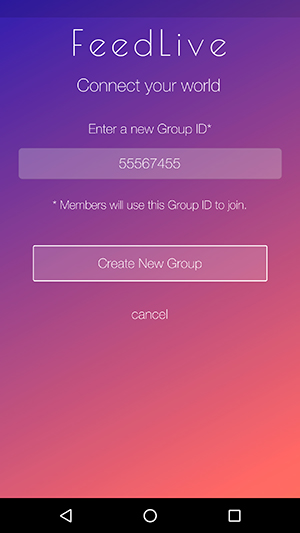 FeedLive
Connect your world
Enter a new Group ID*
55567455
* Members will use this Group ID to join.
Create New Group
cancel